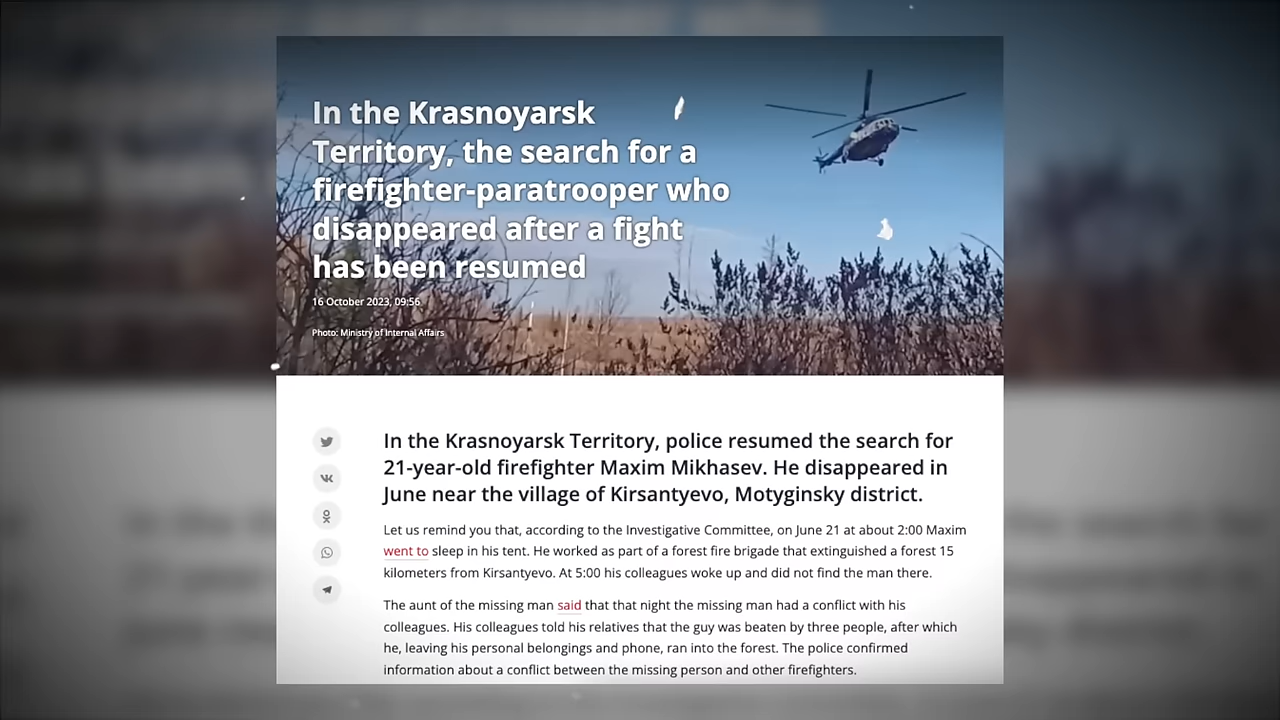 In the Krasnoyarsk
Territory, the search for a
firefighter-paratrooper who
disappeared after a fight
has been resumed
16 October 2023, 09:56
Photo: Ministry of Internal Affairs
In the Krasnoyarsk Territory, police resumed the search for
21-year-old firefighter Maxim Mikhasev. He disappeared in
June near the village of Kirsantyevo, Motyginsky district.
Let us remind you that, according to the Investigative Committee, on June 21 at about 2:00 Maxim
went to sleep in his tent. He worked as part of a forest fire brigade that extinguished a forest 15
kilometers from Kirsantyevo. At 5:00 his colleagues woke up and did not find the man there.
The aunt of the missing man said that that night the missing man had a conflict with his
colleagues. His colleagues told his relatives that the guy was beaten by three people, after which
he, leaving his personal belongings and phone, ran into the forest. The police confirmed
information about a conflict between the missing person and other firefighters.